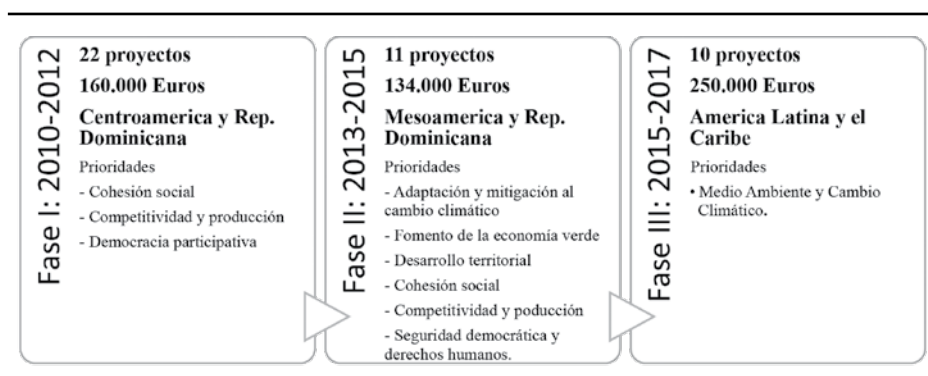 Fase I: 2010-2012
22 proyectos
160.000 Euros
Centroamerica y Rep.
Dominicana
Prioridades
- Cohesión social
- Competitividad y producción
- Democracia participativa
Fase II: 2013-2015
11 proyectos
134.000 Euros
Mesoamerica y Rep.
Dominicana
Prioridades
- Adaptación y mitigación al
cambio climático
- Fomento de la economía verde
- Desarrollo territorial
- Cohesión social
- Competitividad y poducción
- Seguridad democrática y
derechos humanos.
Fase III: 2015-2017
10 proyectos
250.000 Euros
America Latina y el
Caribe
Prioridades
• Medio Ambiente y Cambio
Climático.